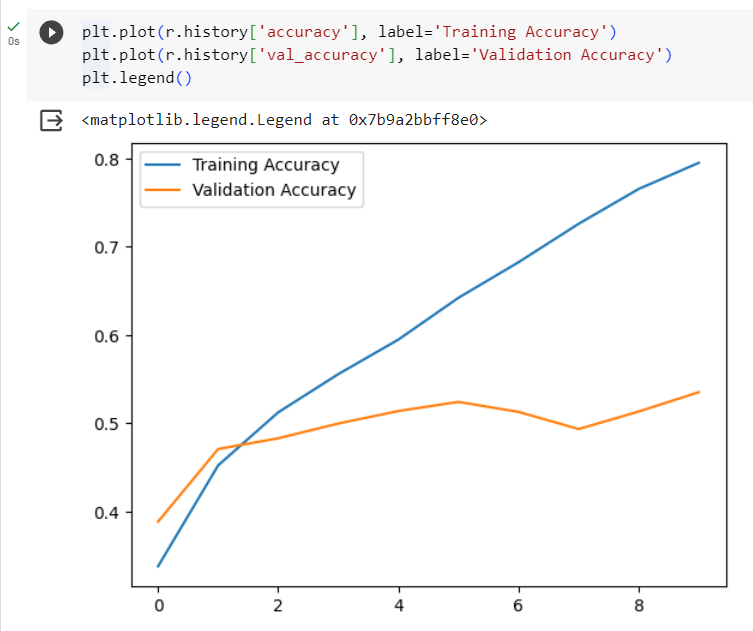 plt.plot(r.history['accuracy'], label='Training Accuracy')
0s
plt.plot(r.history['val_accuracy'], label='Validation Accuracy')
plt.legend()
<matplotlib.legend.Legend at 0x7b9a2bbff8e0>
0.8
Training Accuracy
Validation Accuracy
0.7
0.6
0.5
0.4
0 2 4 6 8